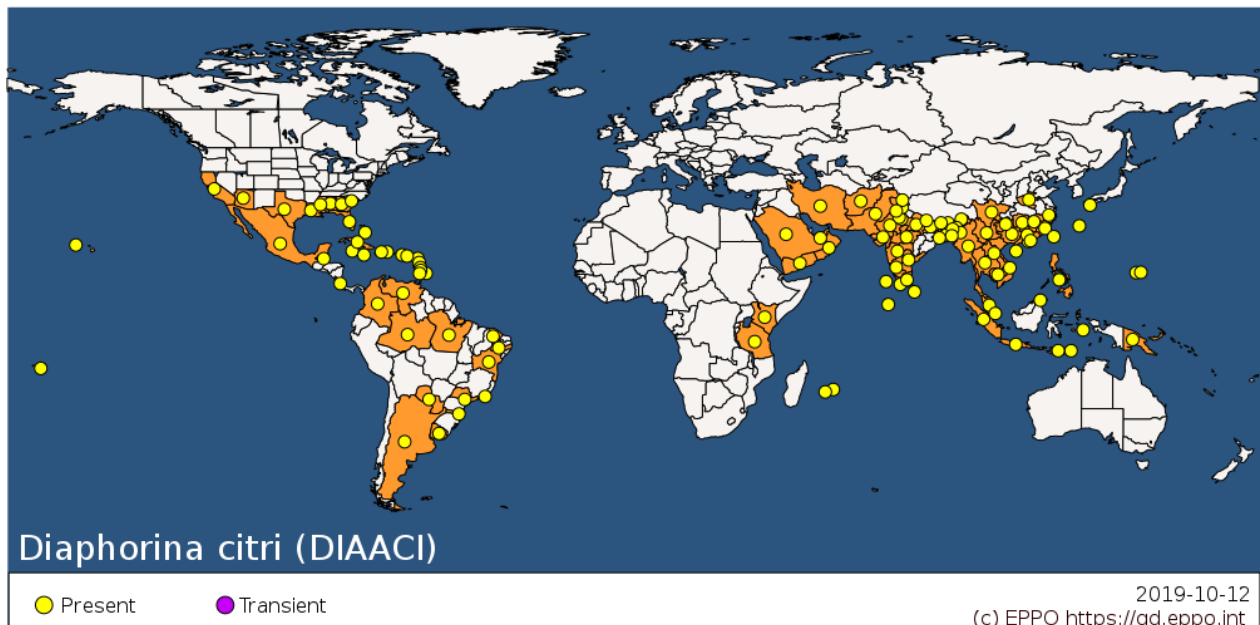 Diaphorina citri (DIAACI)
Present
Transient
2019-10-12
(c) EPPO https://gd.eppo.int